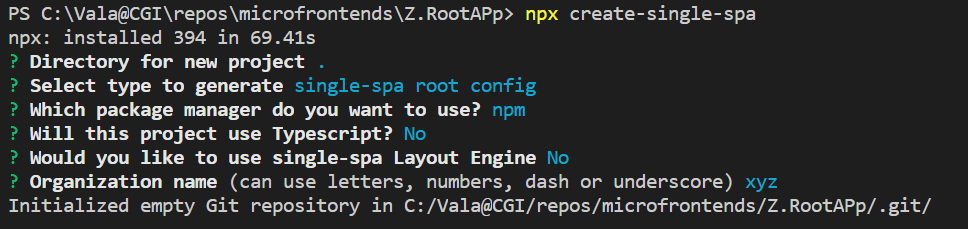 PS C:\Vala@CGI\repos\microfrontends\Z.RootAPp> npx create-single-spa
npx: installed 394 in 69.41s
? Directory for new project .
? Select type to generate single-spa root config
? Which package manager do you want to use? npm
? Will this project use Typescript? No
? Would you like to use single-spa Layout Engine No
? Organization name (can use letters, numbers, dash or underscore) xyz
Initialized empty Git repository in C:/Vala@CGI/repos/microfrontends/Z.RootAPp/.git/